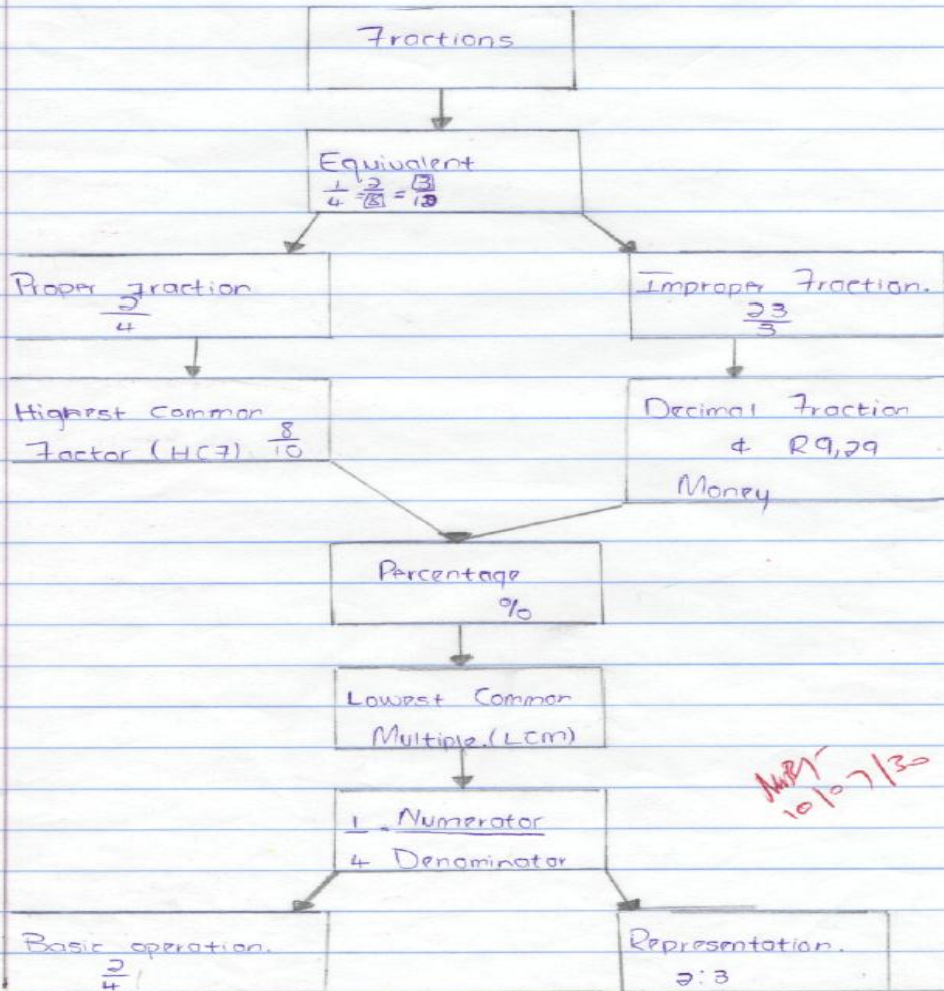 Fractions
Equivalent
1/4 = 2/8 = 3/12
Proper Fraction
2/4
Improper Fraction.
23/3
Highest Common
Factor (HCF) 8/10
Decimal Fraction
& R9,29
Money
Percentage
%
Lowest Common
Multiple. (LCM)
1 - Numerator
4 Denominator
10/07/30
Basic operation.
2/4
Representation.
2:3